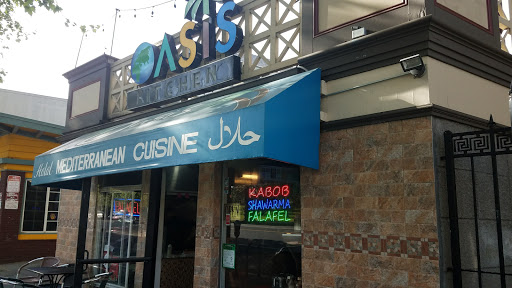 OASIS
KITCHEN
Halal MEDITERRANEAN CUISINE حلال
KABOB
SHAWARMA
FALAFEL